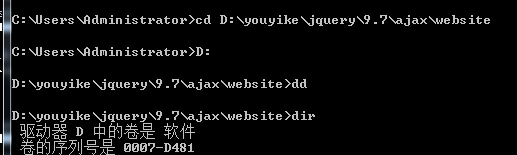 C:\Users\Administrator>cd D:\youyike\jquery\9.7\ajax\website
C:\Users\Administrator>D:
D:\youyike\jquery\9.7\ajax\website>dd
D:\youyike\jquery\9.7\ajax\website>dir
驱动器 D 中的卷是 软件
卷的序列号是 0007-D481